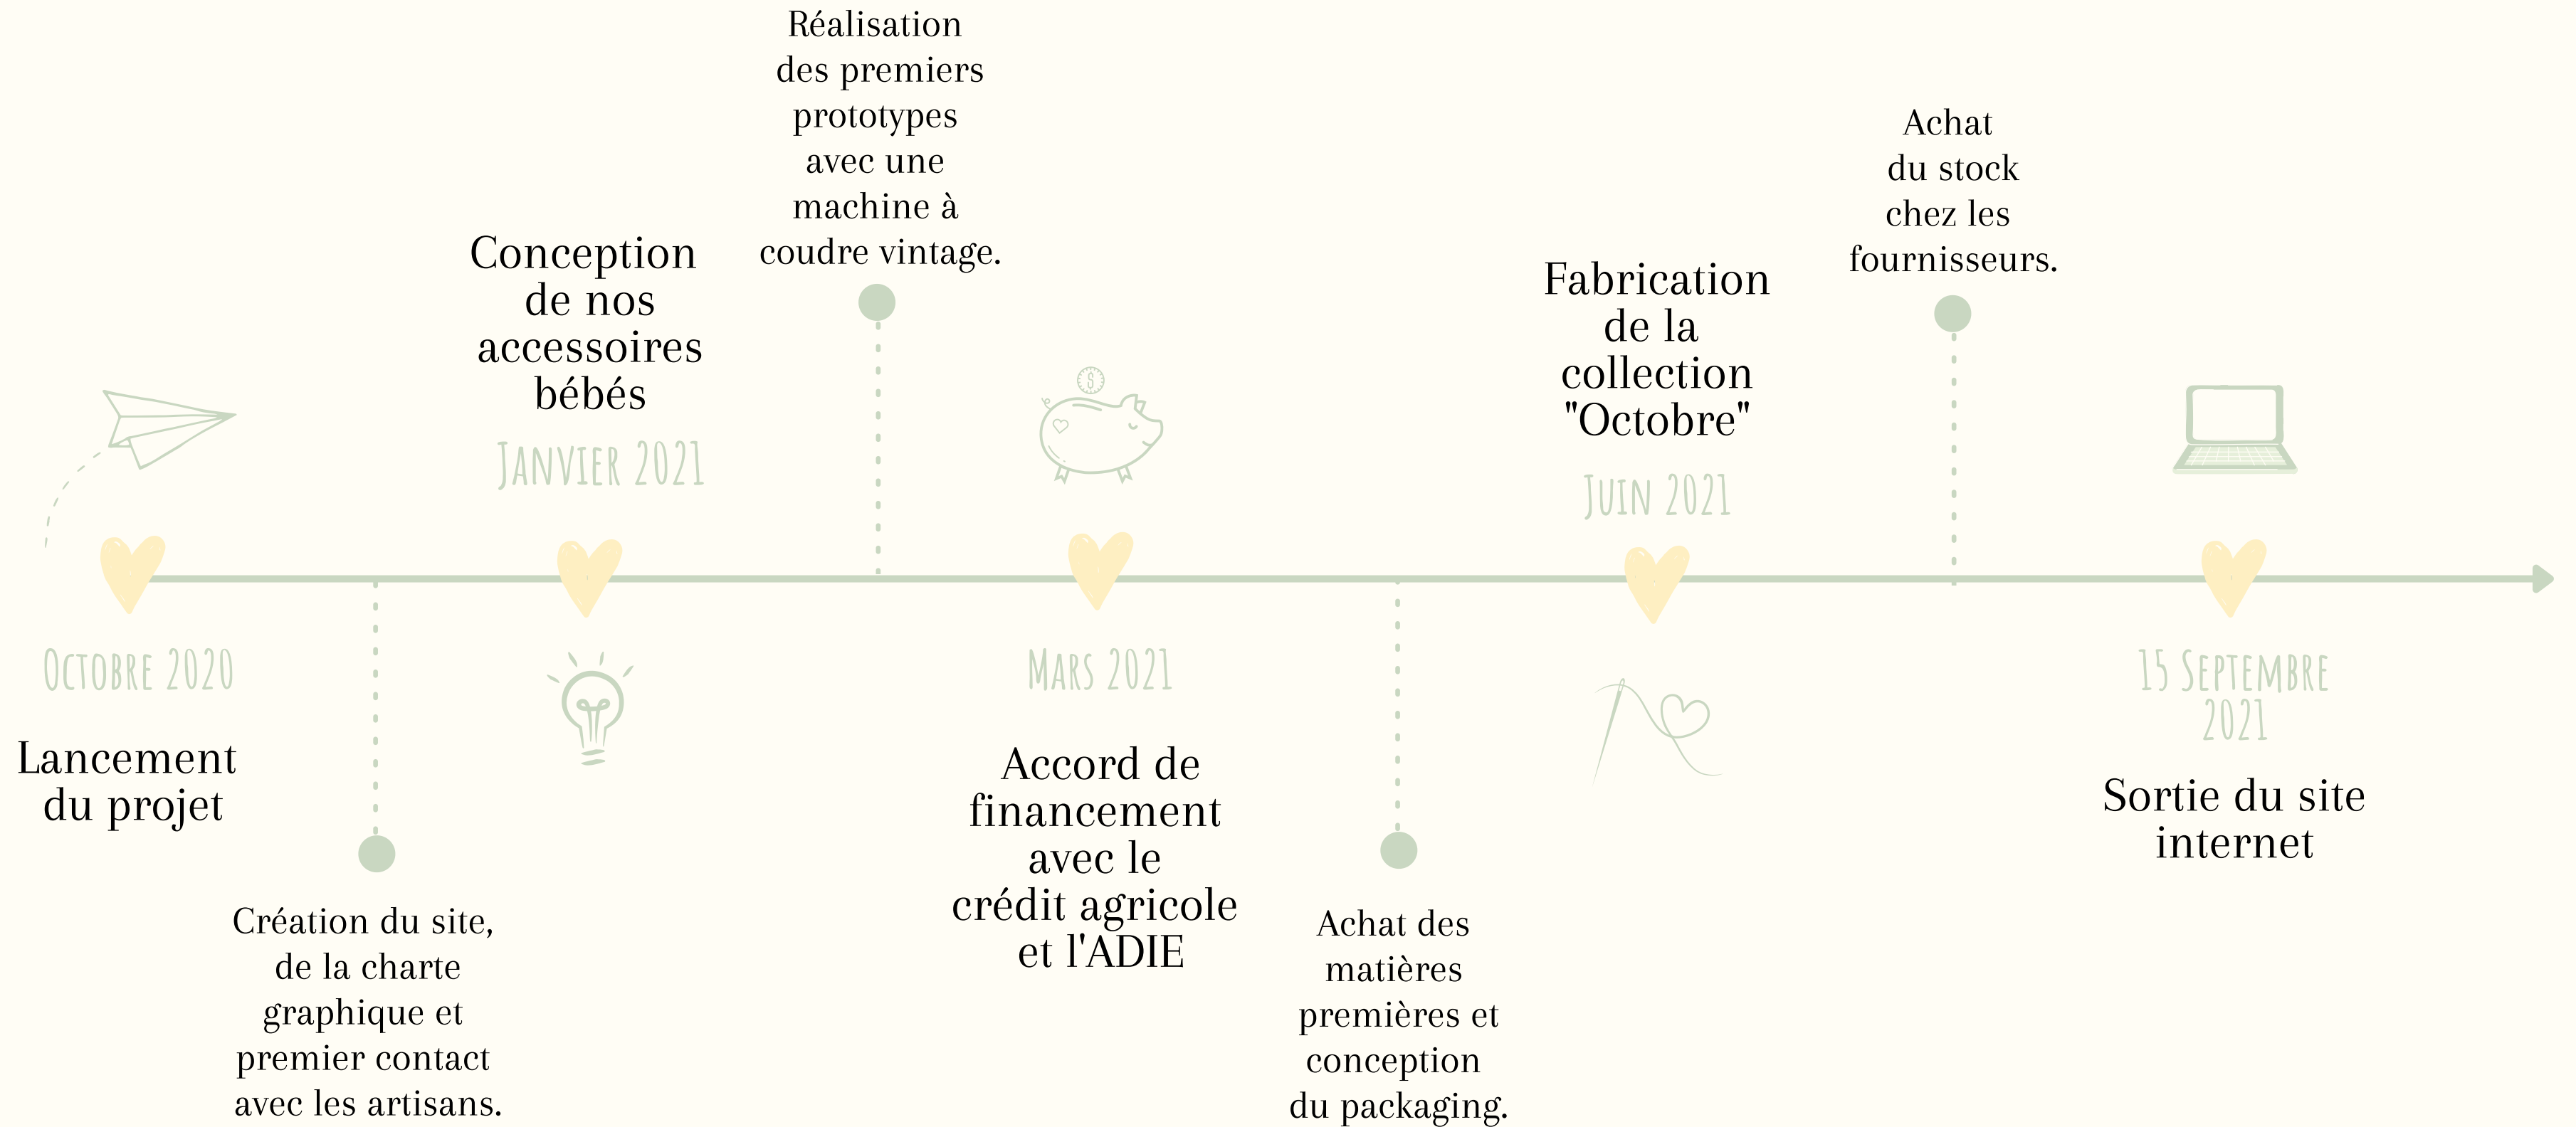 Lancement
du projet
Octobre 2020
Création du site,
de la charte
graphique et
premier contact
avec les artisans.
Conception
de nos
accessoires
bébés
Janvier 2021
Réalisation
des premiers
prototypes
avec une
machine à
coudre vintage.
$
Mars 2021
Accord de
financement
avec le
crédit agricole
et l'ADIE
Achat des
matières
premières et
conception
du packaging.
Fabrication
de la
collection
"Octobre"
Juin 2021
Achat
du stock
chez les
fournisseurs.
15 Septembre
2021
Sortie du site
internet